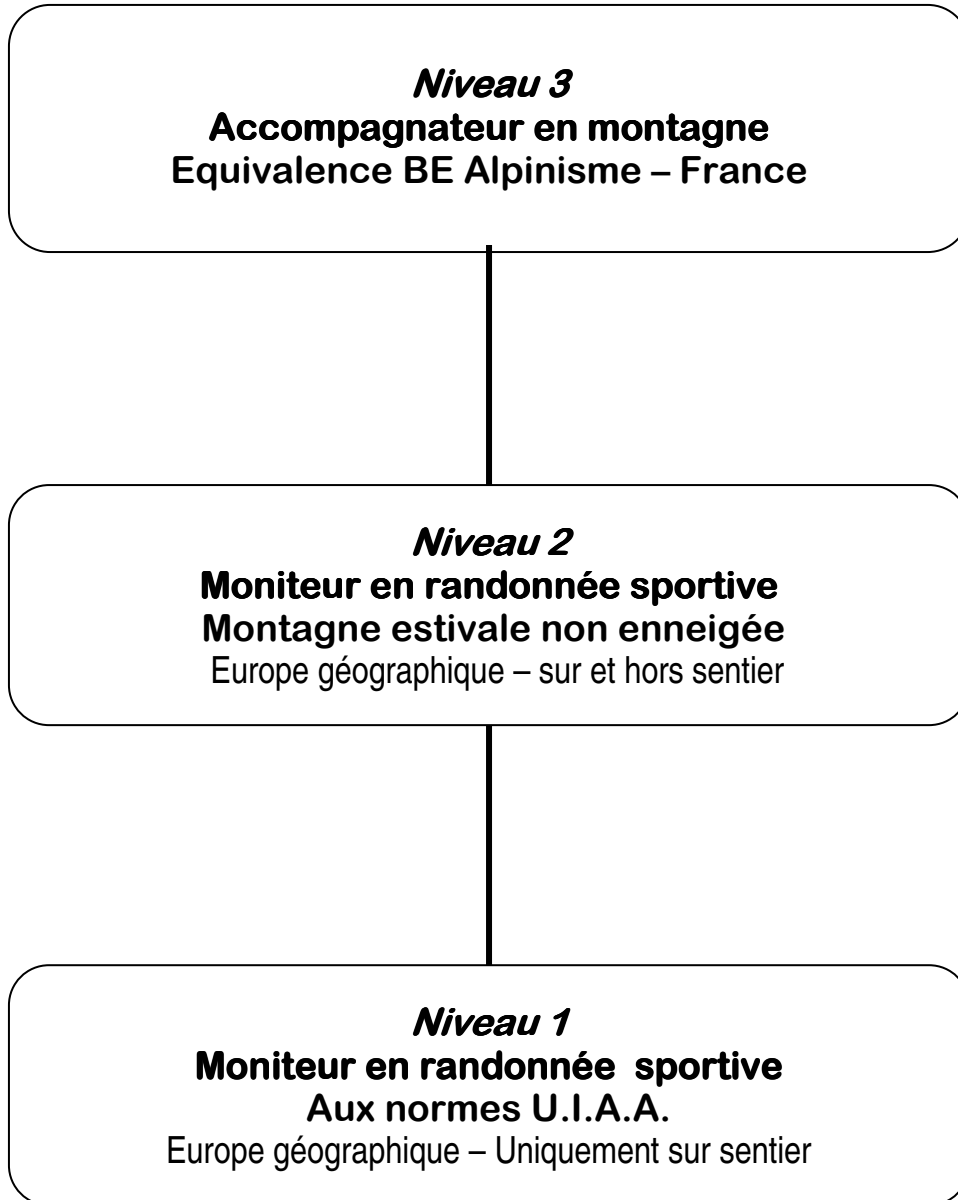 Niveau 3
Accompagnateur en montagne
Equivalence BE Alpinisme – France
Niveau 2
Moniteur en randonnée sportive
Montagne estivale non enneigée
Europe géographique – sur et hors sentier
Niveau 1
Moniteur en randonnée sportive
Aux normes U.I.A.A.
Europe géographique – Uniquement sur sentier